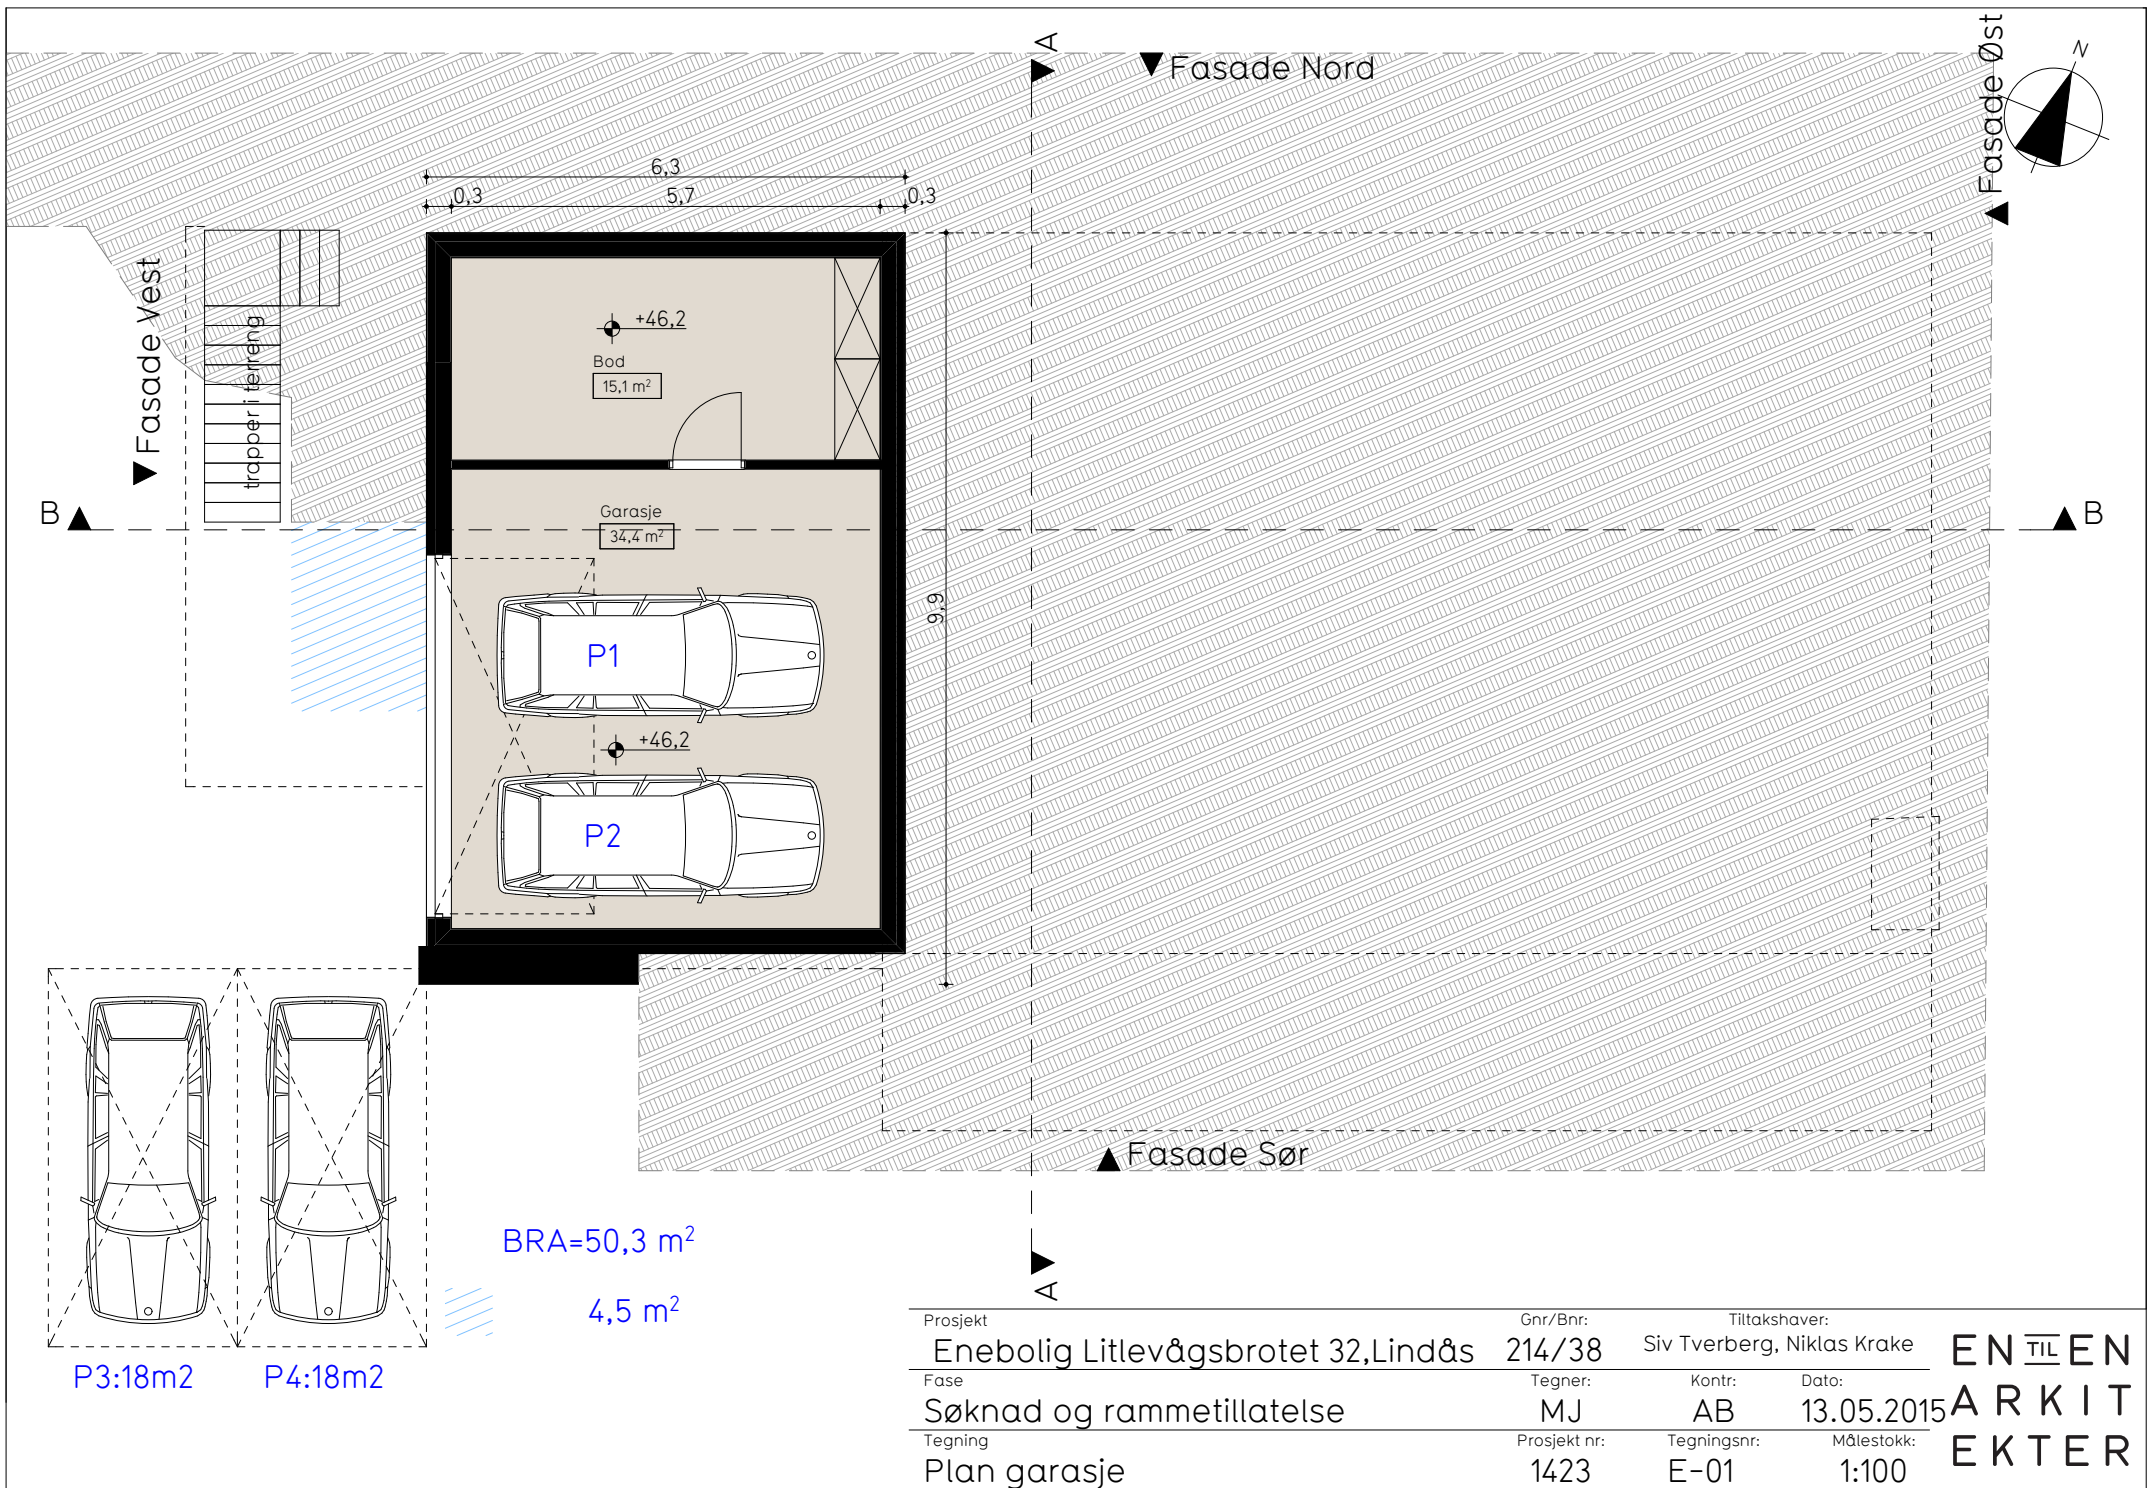 A
Fasade Nord
Fasade Øst
N
6,3
0,3
5,7
0,3
Fasade Vest
trapper i terreng
+46,2
Bod
15,1 m²
B
B
Garasje
34,4 m²
9,9
P1
+46,2
P2
Fasade Sør
BRA=50,3 m²
A
4,5 m²
P3:18m2
P4:18m2
Prosjekt
Enebolig Litlevågsbrotet 32,Lindås
Gnr/Bnr:
214/38
Tiltakshaver:
Siv Tverberg, Niklas Krake
Fase
Søknad og rammetillatelse
Tegner:
MJ
Kontr:
AB
Dato:
13.05.2015
Tegning
Plan garasje
Prosjekt nr:
1423
Tegningsnr:
E-01
Målestokk:
1:100
EN TIL EN
ARKIT
EKTER